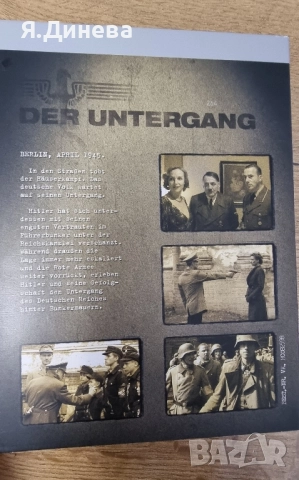 Я.Динева
DER UNTERGANG
BERLIN, APRIL 1945.
In den Straßen tobt
der Häuserkampf. Das
deutsche Volk wartet
auf seinen Untergang.
Hitler hat sich unter-
dessen mit seinen
engsten Vertrauten im
Führerbunker unter der
Reichskanzlei verschanzt.
während draußen die
Lage immer mehr eskaliert
und die Rote Armee
weiter vorrückt, erleben
Hitler und seine Gefolg-
schaft den Untergang
des Deutschen Reiches
hinter Bunkermauern.
BAZAR